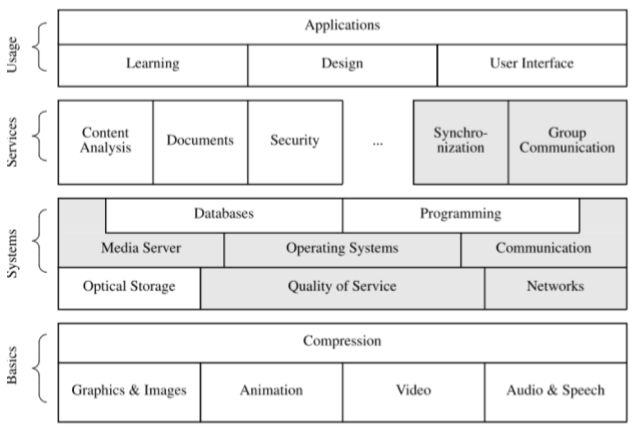 Usage
Applications
Learning
Design
User Interface
Services
Content
Analysis
Documents
Security
...
Synchro-
nization
Group
Communication
Systems
Databases
Programming
Media Server
Operating Systems
Communication
Optical Storage
Quality of Service
Networks
Basics
Compression
Graphics & Images
Animation
Video
Audio & Speech